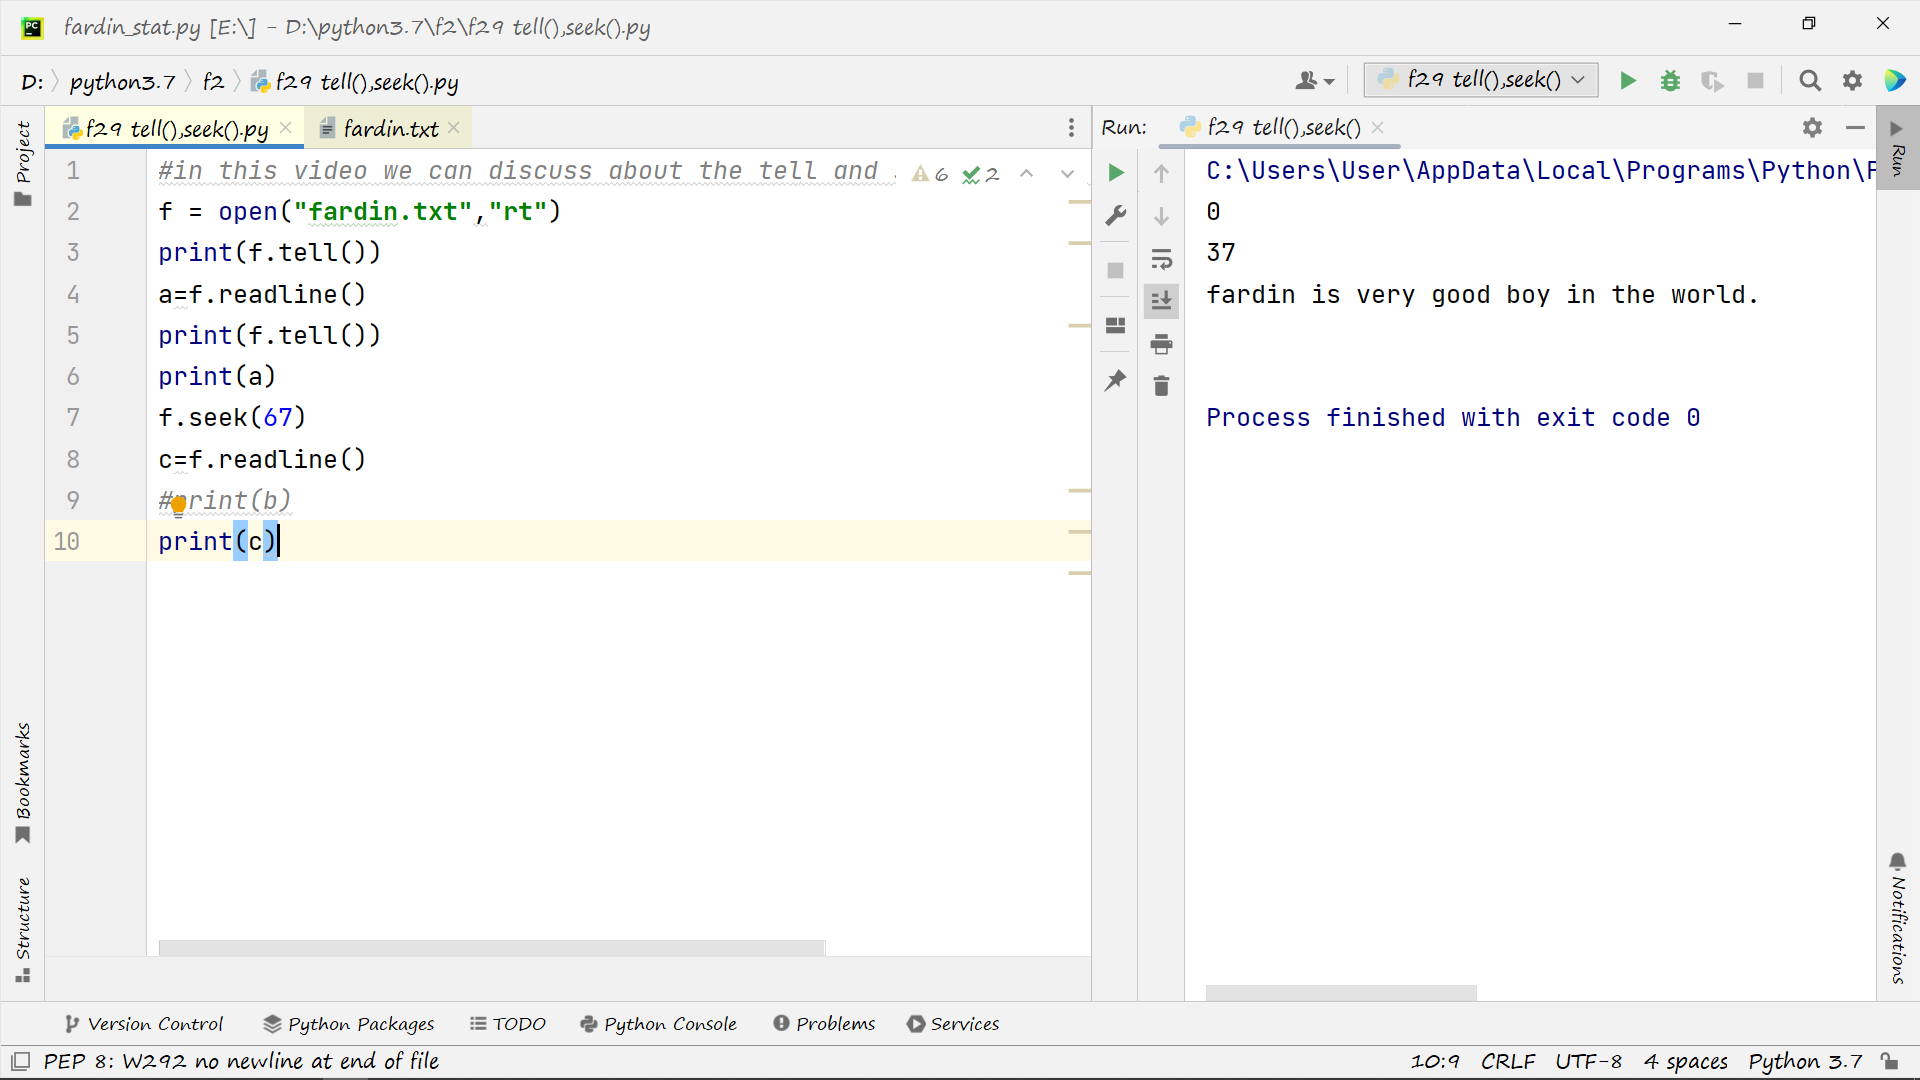 fardin_stat.py [E:\] - D:\python3.7\f2\f29 tell(),seek().py
D: python3.7 f2 f29 tell(),seek().py
f29 tell(),seek()
f29 tell(),seek().py
fardin.txt
Run: f29 tell(),seek()
Project
Bookmarks
Structure
1 #in this video we can discuss about the tell and
6 2
2 f = open("fardin.txt","rt")
3 print(f.tell())
4 a=f.readline()
5 print(f.tell())
6 print(a)
7 f.seek(67)
8 c=f.readline()
9 #print(b)
10 print(c)
C:\Users\User\AppData\Local\Programs\Python\
0
37
fardin is very good boy in the world.
Process finished with exit code 0
Run
Notifications
Version Control Python Packages TODO Python Console Problems Services
PEP 8: W292 no newline at end of file
10:9 CRLF UTF-8 4 spaces Python 3.7